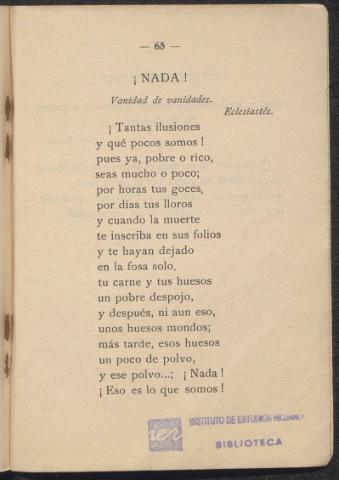 — 63 —
¡NADA!
Vanidad de vanidades.
Eclesiastés.
¡Tantas ilusiones
y qué pocos somos!
pues ya, pobre o rico,
seas mucho o poco;
por horas tus goces,
por días tus lloros
y cuando la muerte
te inscriba en sus folios
y te hayan dejado
en la fosa solo,
tu carne y tus huesos
un pobre despojo,
y después, ni aun eso,
unos huesos mondos;
más tarde, esos huesos
un poco de polvo,
y ese polvo...; ¡Nada!
¡Eso es lo que somos!
ier
INSTITUTO DE ESTUDIOS RIOJANOS
BIBLIOTECA